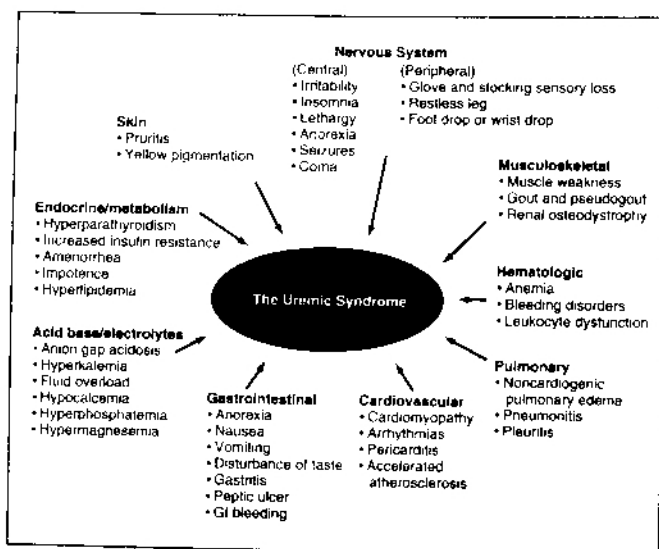 Nervous System
(Central)
• Irritability
• Insomnia
• Lethargy
• Anorexia
• Seizures
• Coma
(Peripheral)
• Glove and stocking sensory loss
• Restless leg
• Foot drop or wrist drop
Skin
• Pruritis
• Yellow pigmentation
Musculoskeletal
• Muscle weakness
• Gout and pseudogout
• Renal osteodystrophy
Endocrine/metabolism
• Hyperparathyroidism
• Increased insulin resistance
• Amenorrhea
• Impotence
• Hyperlipidemia
The Uremic Syndrome
Hematologic
• Anemia
• Bleeding disorders
• Leukocyte dysfunction
Acid base/electrolytes
• Anion gap acidosis
• Hyperkalemia
• Fluid overload
• Hypocalcemia
• Hyperphosphatemia
• Hypermagnesemia
Gastrointestinal
• Anorexia
• Nausea
• Vomiting
• Disturbance of taste
• Gastritis
• Peptic ulcer
• GI bleeding
Cardiovascular
• Cardiomyopathy
• Arrhythmias
• Pericarditis
• Accelerated
atherosclerosis
Pulmonary
• Noncardiogenic
pulmonary edema
• Pneumonitis
• Pleuritis